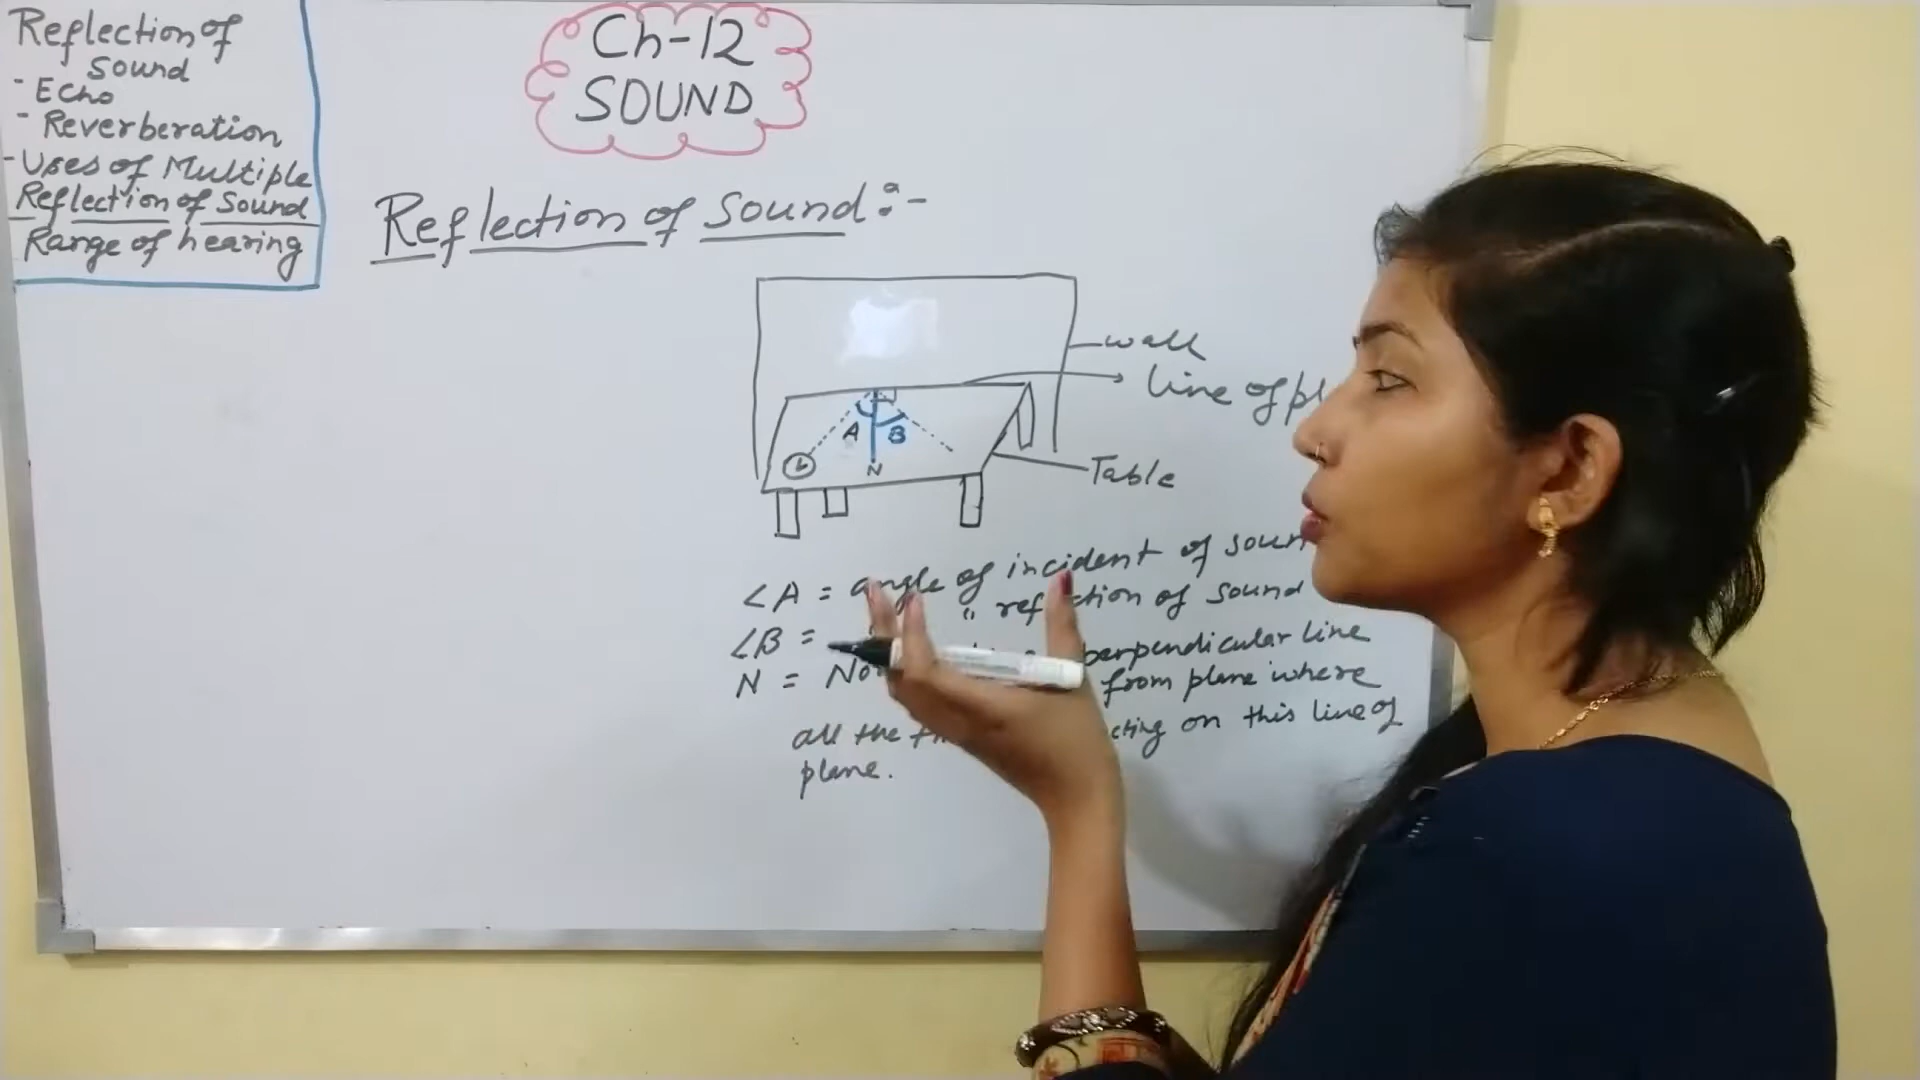 Reflection of
Sound
- Echo
- Reverberation
- Uses of Multiple
Reflection of Sound
Range of hearing
Ch-12
SOUND
Reflection of sound:-
wall
line of
Table
A
B
N
∠A = angle of incident of
∠B = " reflection of sound
N = perpendicular line
from plane where
all the on this line of
plane.